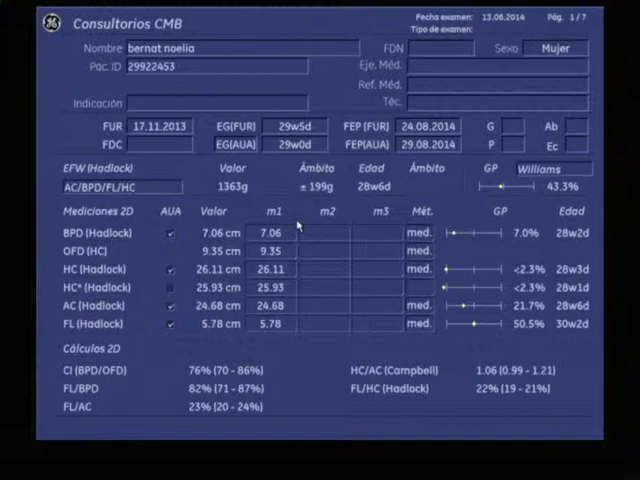 Consultorios CMB
Fecha examen: 13.06.2014 Pág. 1 / 7
Tipo de examen:
Nombre bernat noelia FDN Sexo Mujer
Pac. ID 29922453 Eje. Méd.
Ref. Méd.
Indicación Téc.
FUR 17.11.2013 EG(FUR) 29w5d FEP (FUR) 24.08.2014 G Ab
FDC EG(AUA) 29w0d FEP(AUA) 29.08.2014 P Ec
EFW (Hadlock) Valor Ámbito Edad Ámbito GP Williams
AC/BPD/FL/HC 1363g ± 199g 28w6d 43.3%
Mediciones 2D AUA Valor m1 m2 m3 Mét. GP Edad
BPD (Hadlock) 7.06 cm 7.06 med. 7.0% 28w2d
OFD (HC) 9.35 cm 9.35 med.
HC (Hadlock) 26.11 cm 26.11 med. <2.3% 28w3d
HC* (Hadlock) 25.93 cm 25.93 <2.3% 28w1d
AC (Hadlock) 24.68 cm 24.68 med. 21.7% 28w6d
FL (Hadlock) 5.78 cm 5.78 med. 50.5% 30w2d
Cálculos 2D
CI (BPD/OFD) 76% (70 - 86%) HC/AC (Campbell) 1.06 (0.99 - 1.21)
FL/BPD 82% (71 - 87%) FL/HC (Hadlock) 22% (19 - 21%)
FL/AC 23% (20 - 24%)